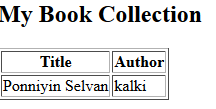 My Book Collection
Title Author
Ponniyin Selvan kalki